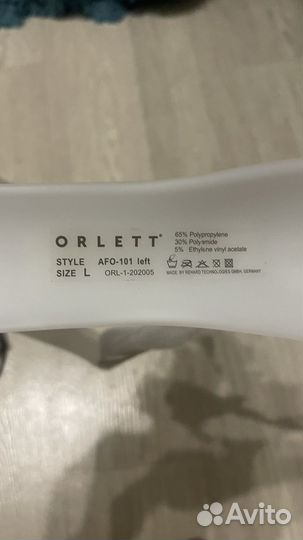 ORLETT®
STYLE AFO-101 left
SIZE L ORL-1-202005
65% Polypropylene
30% Polyamide
5% Ethylene vinyl acetate
MADE BY REHARD TECHNOLOGIES GMBH, GERMANY
Avito